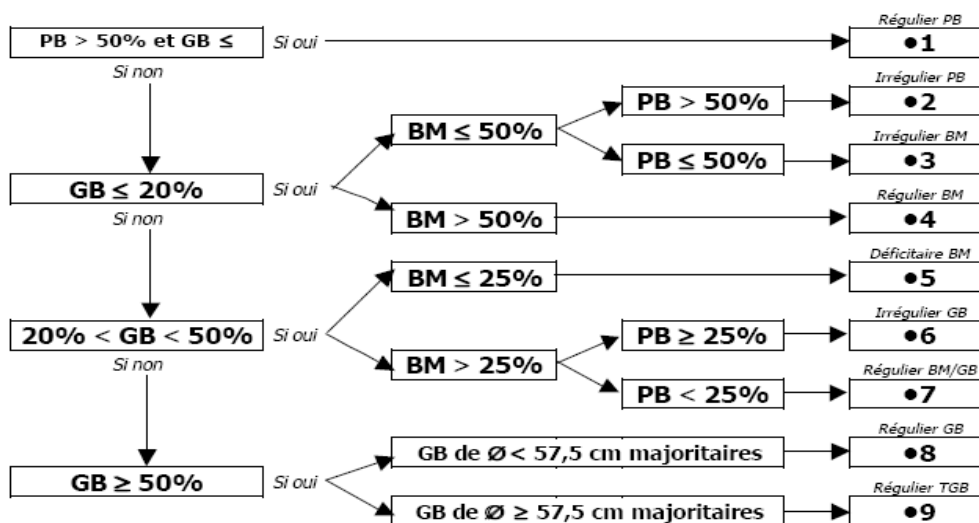 Régulier PB
PB > 50% et GB ≤ Si oui ●1
Si non
Irrégulier PB
PB > 50% ●2
BM ≤ 50%
Irrégulier BM
PB ≤ 50% ●3
GB ≤ 20% Si oui
Régulier BM
Si non
BM > 50% ●4
Déficitaire BM
BM ≤ 25% ●5
Irrégulier GB
20% < GB < 50% Si oui
PB ≥ 25% ●6
Si non
BM > 25%
Régulier BM/GB
PB < 25% ●7
Régulier GB
GB de Ø < 57,5 cm majoritaires ●8
GB ≥ 50% Si oui
Régulier TGB
GB de Ø ≥ 57,5 cm majoritaires ●9